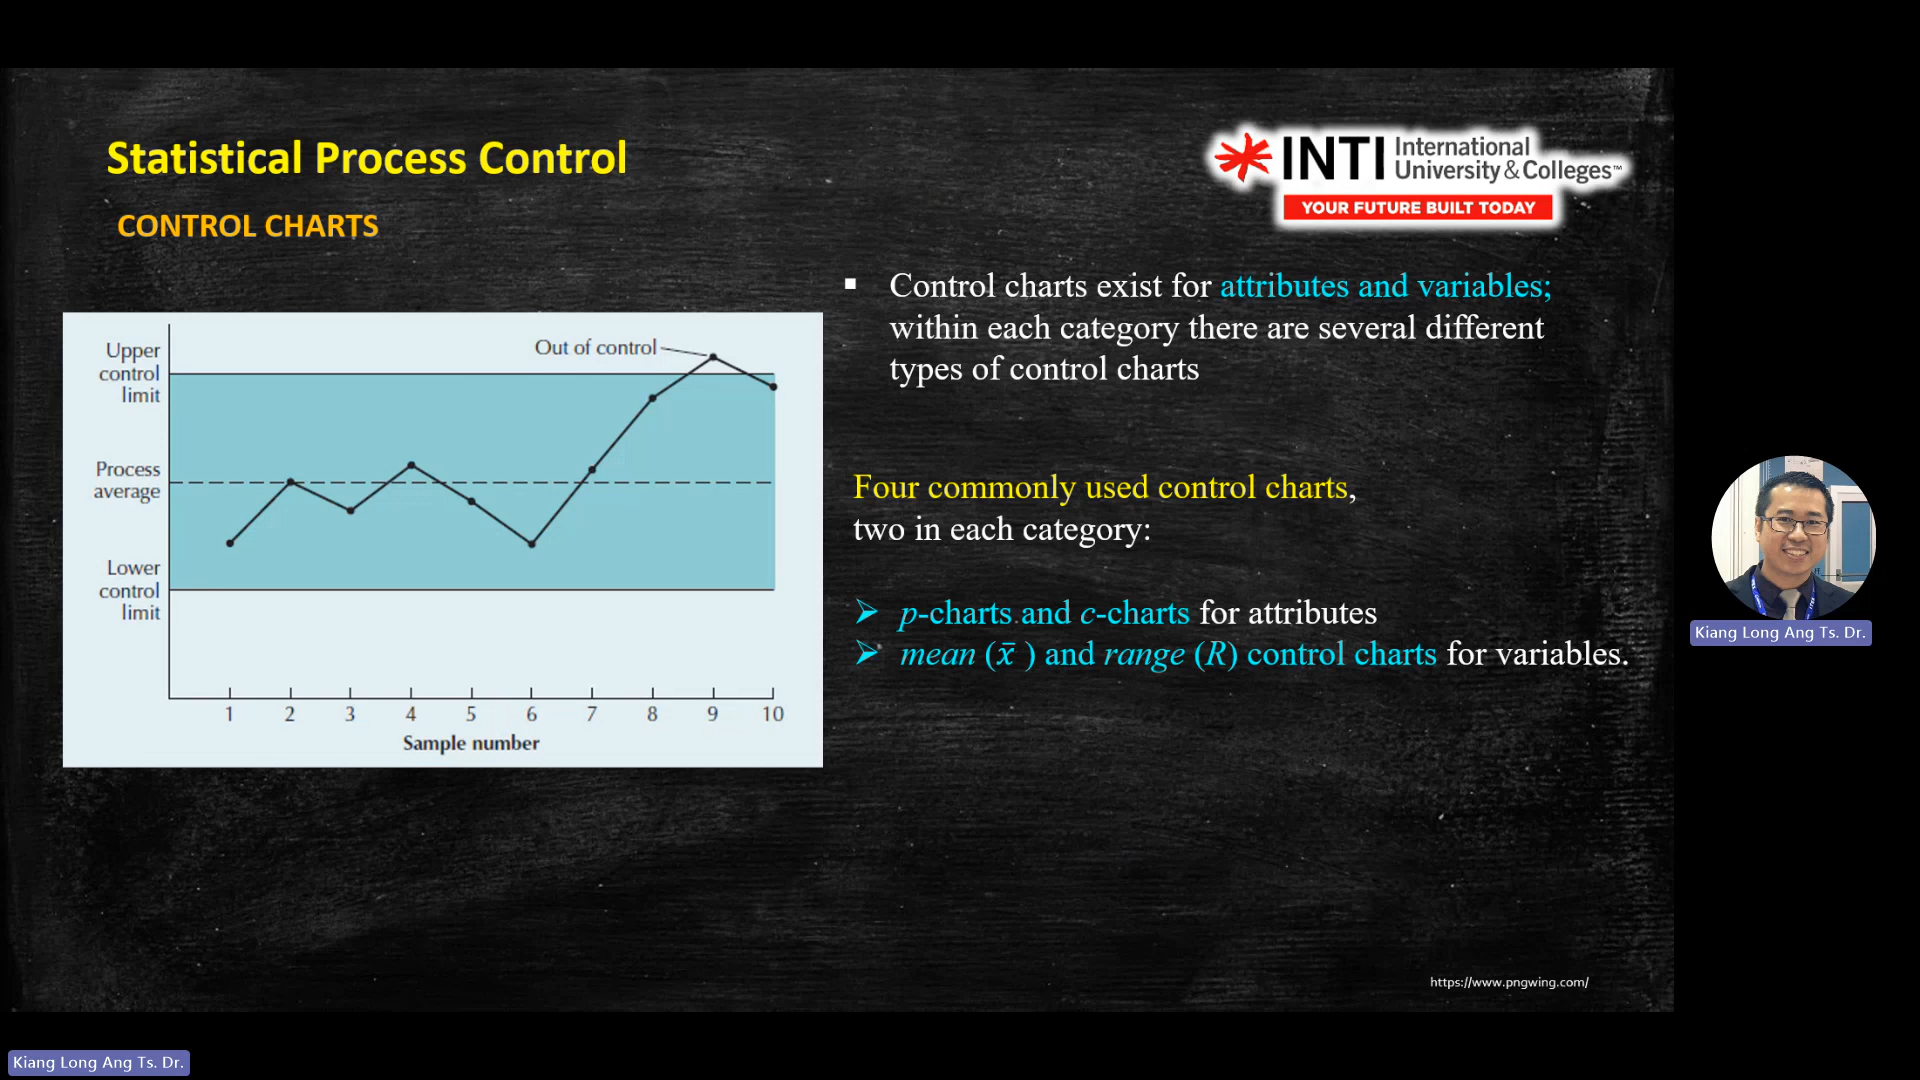 Statistical Process Control
CONTROL CHARTS
INTI International
University & Colleges™
YOUR FUTURE BUILT TODAY
Upper
control
limit
Out of control
Process
average
Lower
control
limit
1 2 3 4 5 6 7 8 9 10
Sample number
▪ Control charts exist for attributes and variables;
within each category there are several different
types of control charts
Four commonly used control charts,
two in each category:
➢ p-charts and c-charts for attributes
➢ mean (x̄ ) and range (R) control charts for variables.
https://www.pngwing.com/
Kiang Long Ang Ts. Dr.
Kiang Long Ang Ts. Dr.